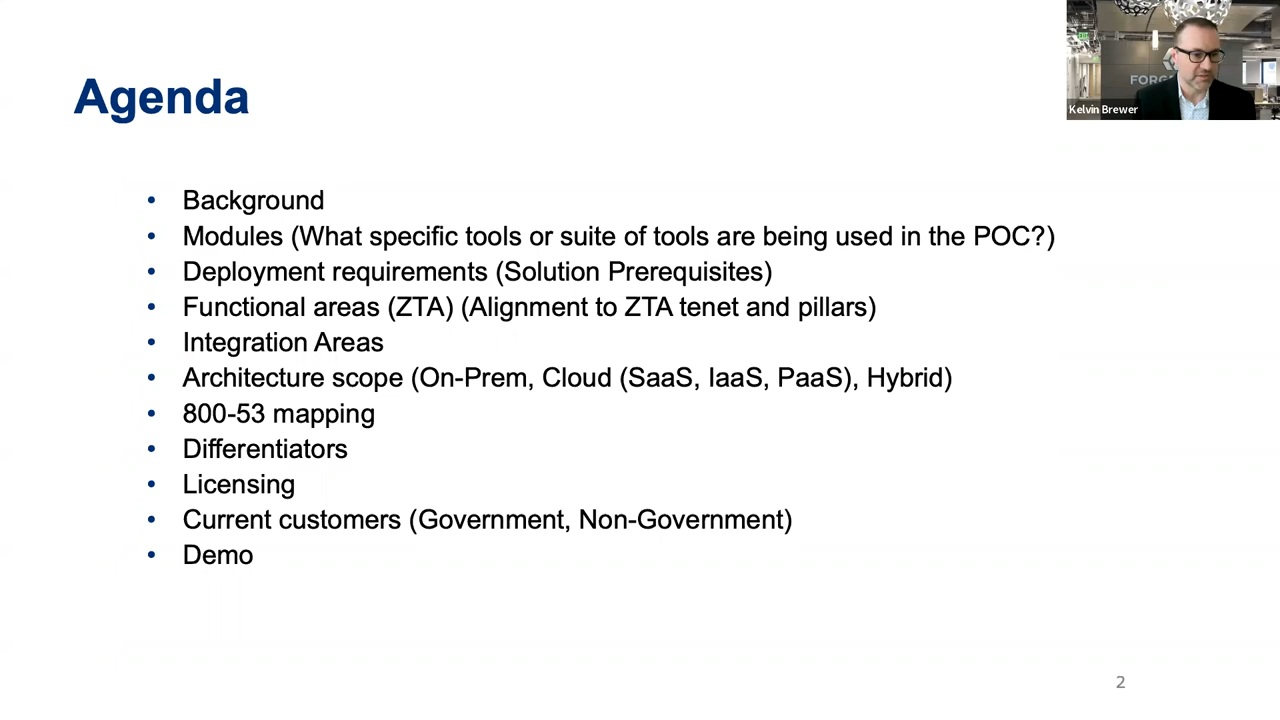 Agenda
• Background
• Modules (What specific tools or suite of tools are being used in the POC?)
• Deployment requirements (Solution Prerequisites)
• Functional areas (ZTA) (Alignment to ZTA tenet and pillars)
• Integration Areas
• Architecture scope (On-Prem, Cloud (SaaS, IaaS, PaaS), Hybrid)
• 800-53 mapping
• Differentiators
• Licensing
• Current customers (Government, Non-Government)
• Demo
Kelvin Brewer
2